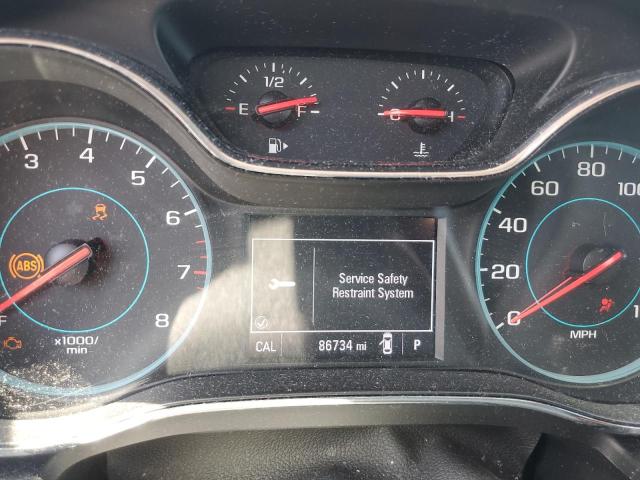 1/2
E F
C H
3 4 5 6 7 8
ABS
F
x1000/
min
Service Safety
Restraint System
CAL 86734 mi P
0 20 40 60 80 100
MPH